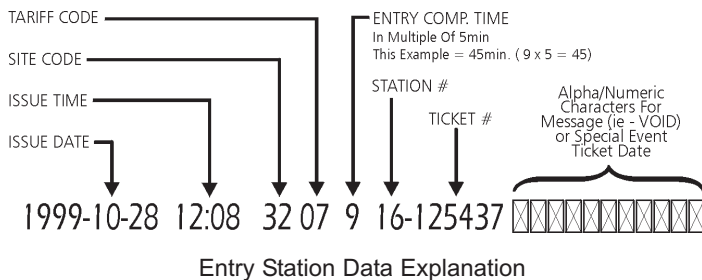 TARIFF CODE
SITE CODE
ISSUE TIME
ISSUE DATE
ENTRY COMP. TIME
In Multiple Of 5min
This Example = 45min. ( 9 x 5 = 45)
STATION #
TICKET #
Alpha/Numeric
Characters For
Message (ie - VOID)
or Special Event
Ticket Date
1999-10-28 12:08 32 07 9 16-125437
Entry Station Data Explanation